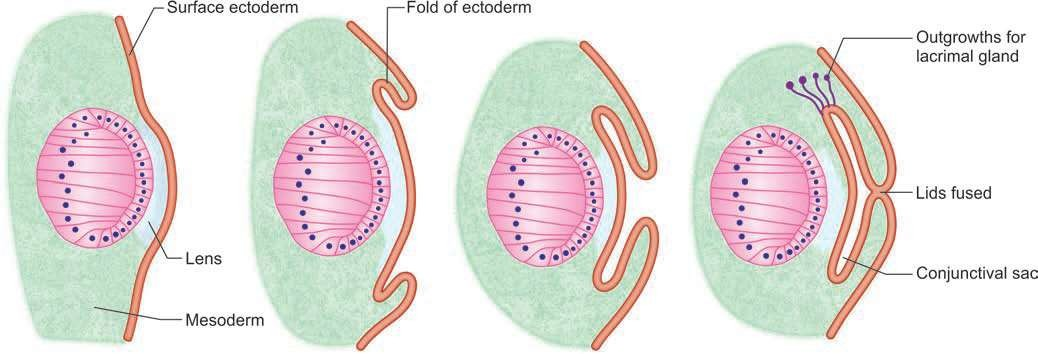 Surface ectoderm
Fold of ectoderm
Outgrowths for
lacrimal gland
Lids fused
Lens
Conjunctival sac
Mesoderm